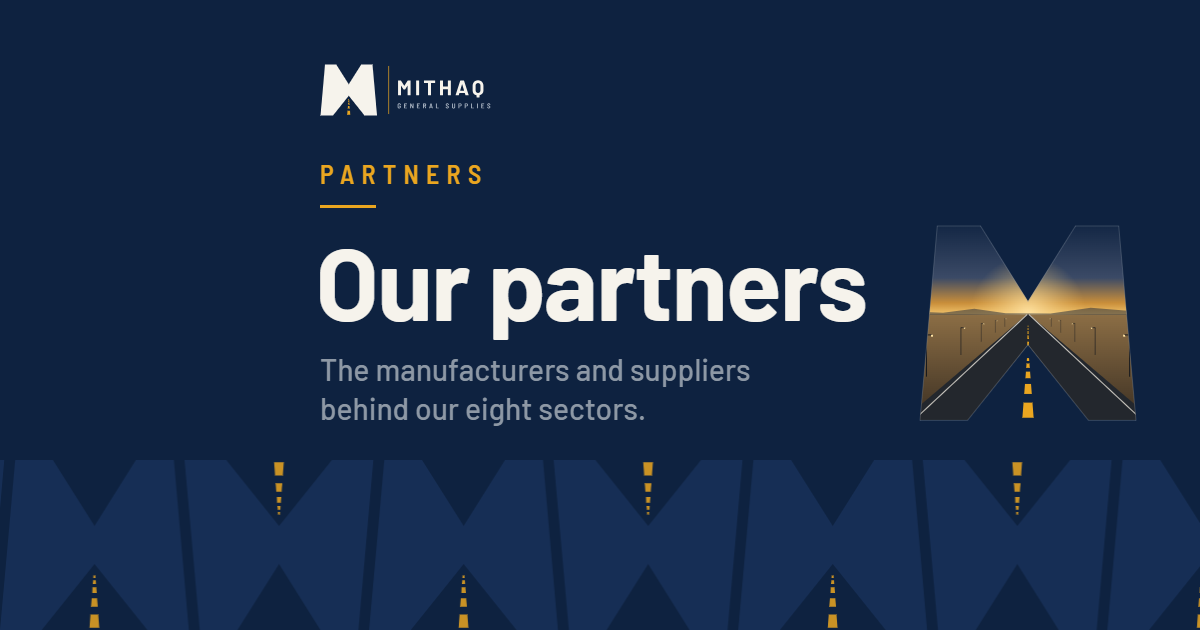 MITHAQ
GENERAL SUPPLIES
PARTNERS
Our partners
The manufacturers and suppliers
behind our eight sectors.